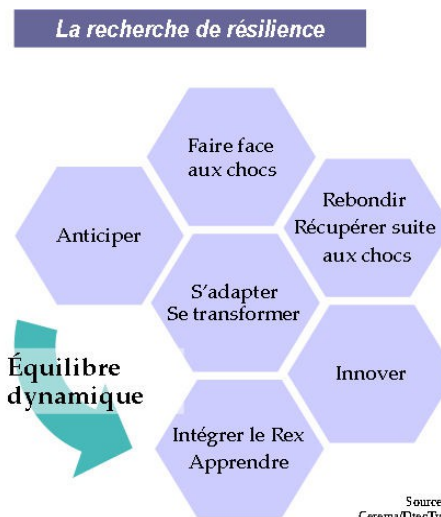 La recherche de résilience
Faire face
aux chocs
Anticiper
Rebondir
Récupérer suite
aux chocs
S'adapter
Se transformer
Équilibre
dynamique
Innover
Intégrer le Rex
Apprendre
Source